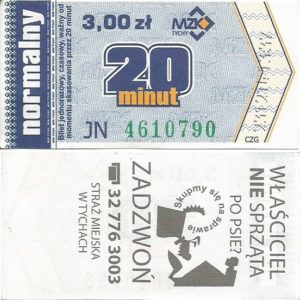 normalny
Bilet jednorazowy, czasowy, ważny od
momentu skasowania przez 20 minut
3,00 zł
MZK
TYCHY
20
minut
JN 4610790
CZG
WŁAŚCICIEL
NIE SPRZĄTA
PO PSIE?
Skupmy się na sprawie
ZADZWOŃ
32 776 3003
STRAŻ MIEJSKA
W TYCHACH